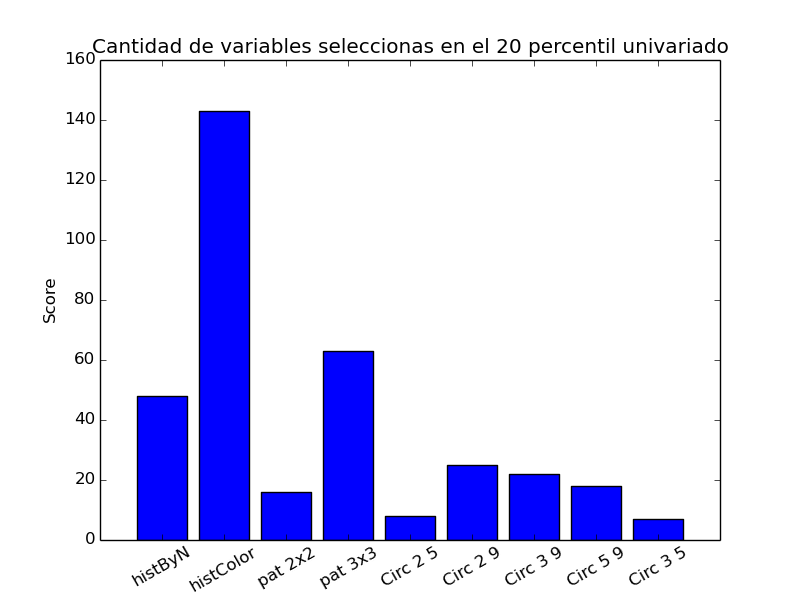 Cantidad de variables seleccionas en el 20 percentil univariado
160
140
120
100
80
60
40
20
0
Score
histByN
histColor
pat 2x2
pat 3x3
Circ 2 5
Circ 2 9
Circ 3 9
Circ 5 9
Circ 3 5